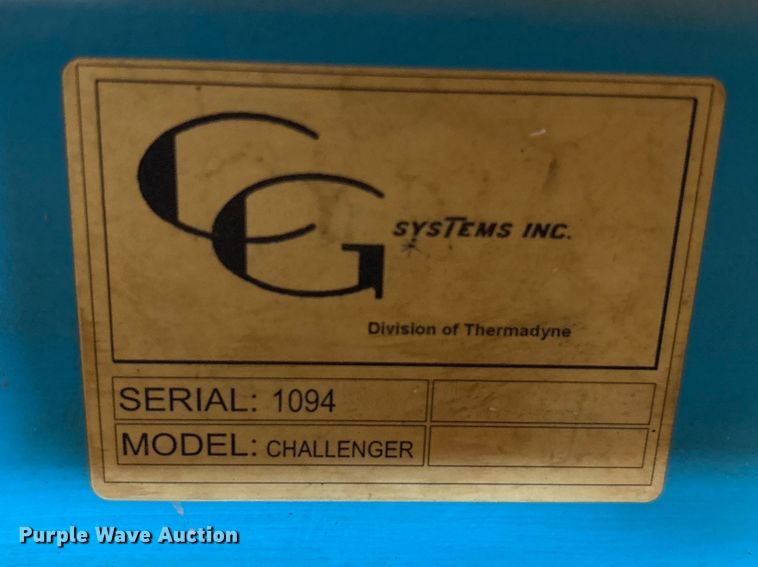 CG SYSTEMS INC.
Division of Thermadyne
SERIAL: 1094
MODEL: CHALLENGER
Purple Wave Auction